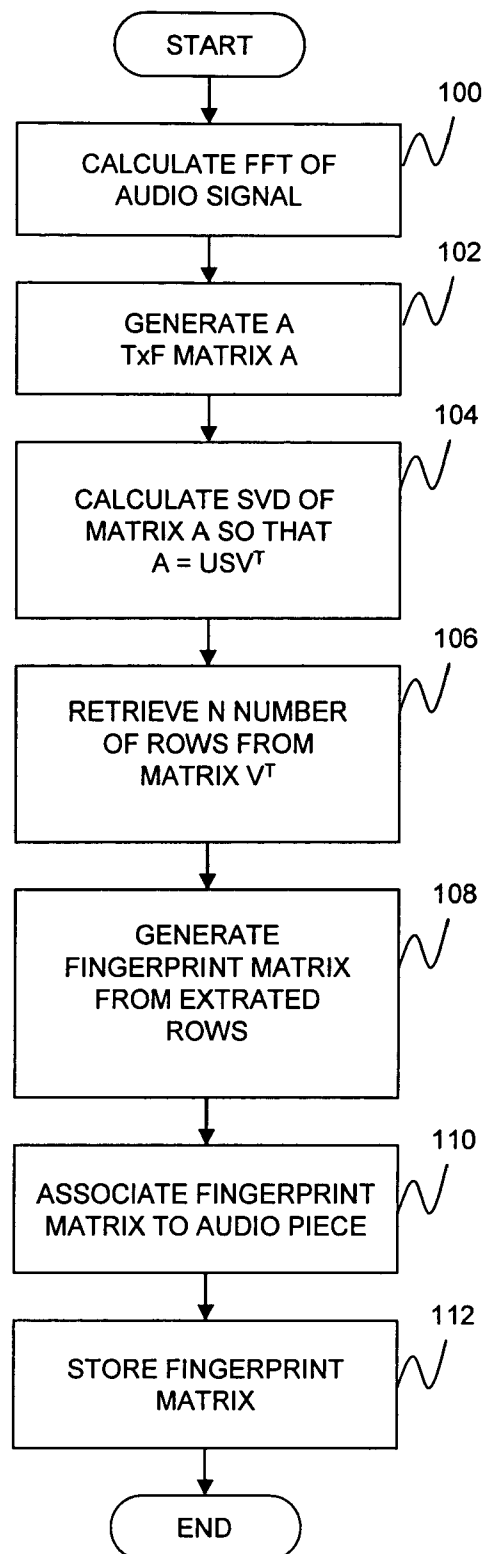 START
100
CALCULATE FFT OF
AUDIO SIGNAL
102
GENERATE A
TxF MATRIX A
104
CALCULATE SVD OF
MATRIX A SO THAT
A = USVᵀ
106
RETRIEVE N NUMBER
OF ROWS FROM
MATRIX Vᵀ
108
GENERATE
FINGERPRINT MATRIX
FROM EXTRATED
ROWS
110
ASSOCIATE FINGERPRINT
MATRIX TO AUDIO PIECE
112
STORE FINGERPRINT
MATRIX
END